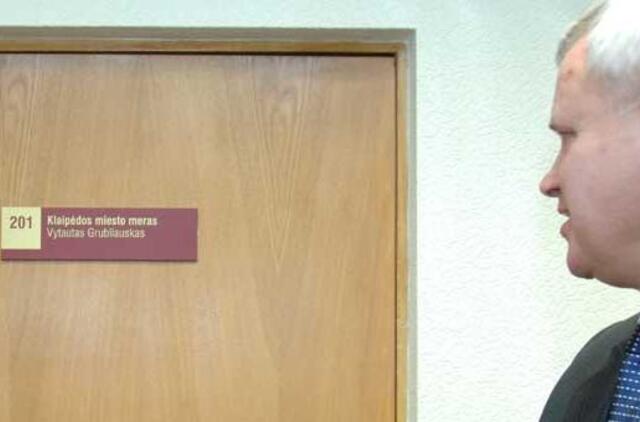 201
Klaipėdos miesto meras
Vytautas Grubliauskas